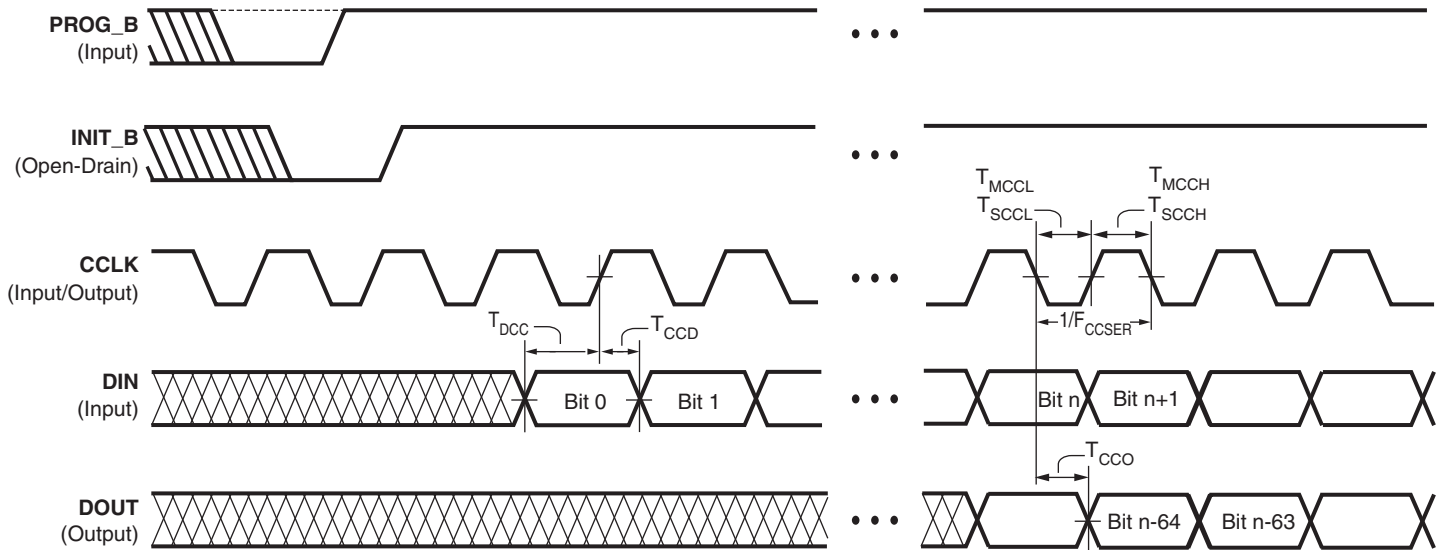 PROG_B
(Input)
INIT_B
(Open-Drain)
T_MCCL
T_SCCL
T_MCCH
T_SCCH
CCLK
(Input/Output)
1/F_CCSER
T_DCC
T_CCD
DIN
(Input)
Bit 0
Bit 1
Bit n
Bit n+1
T_CCO
DOUT
(Output)
Bit n-64
Bit n-63